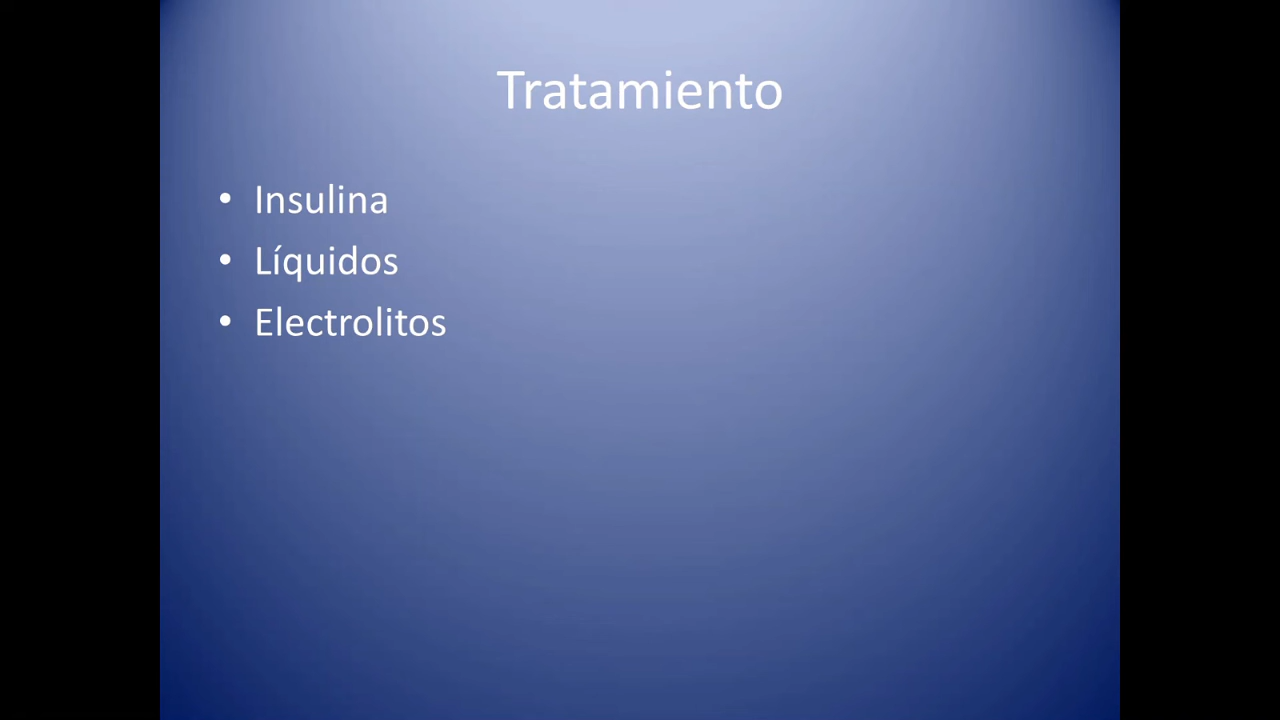 Tratamiento
• Insulina
• Líquidos
• Electrolitos